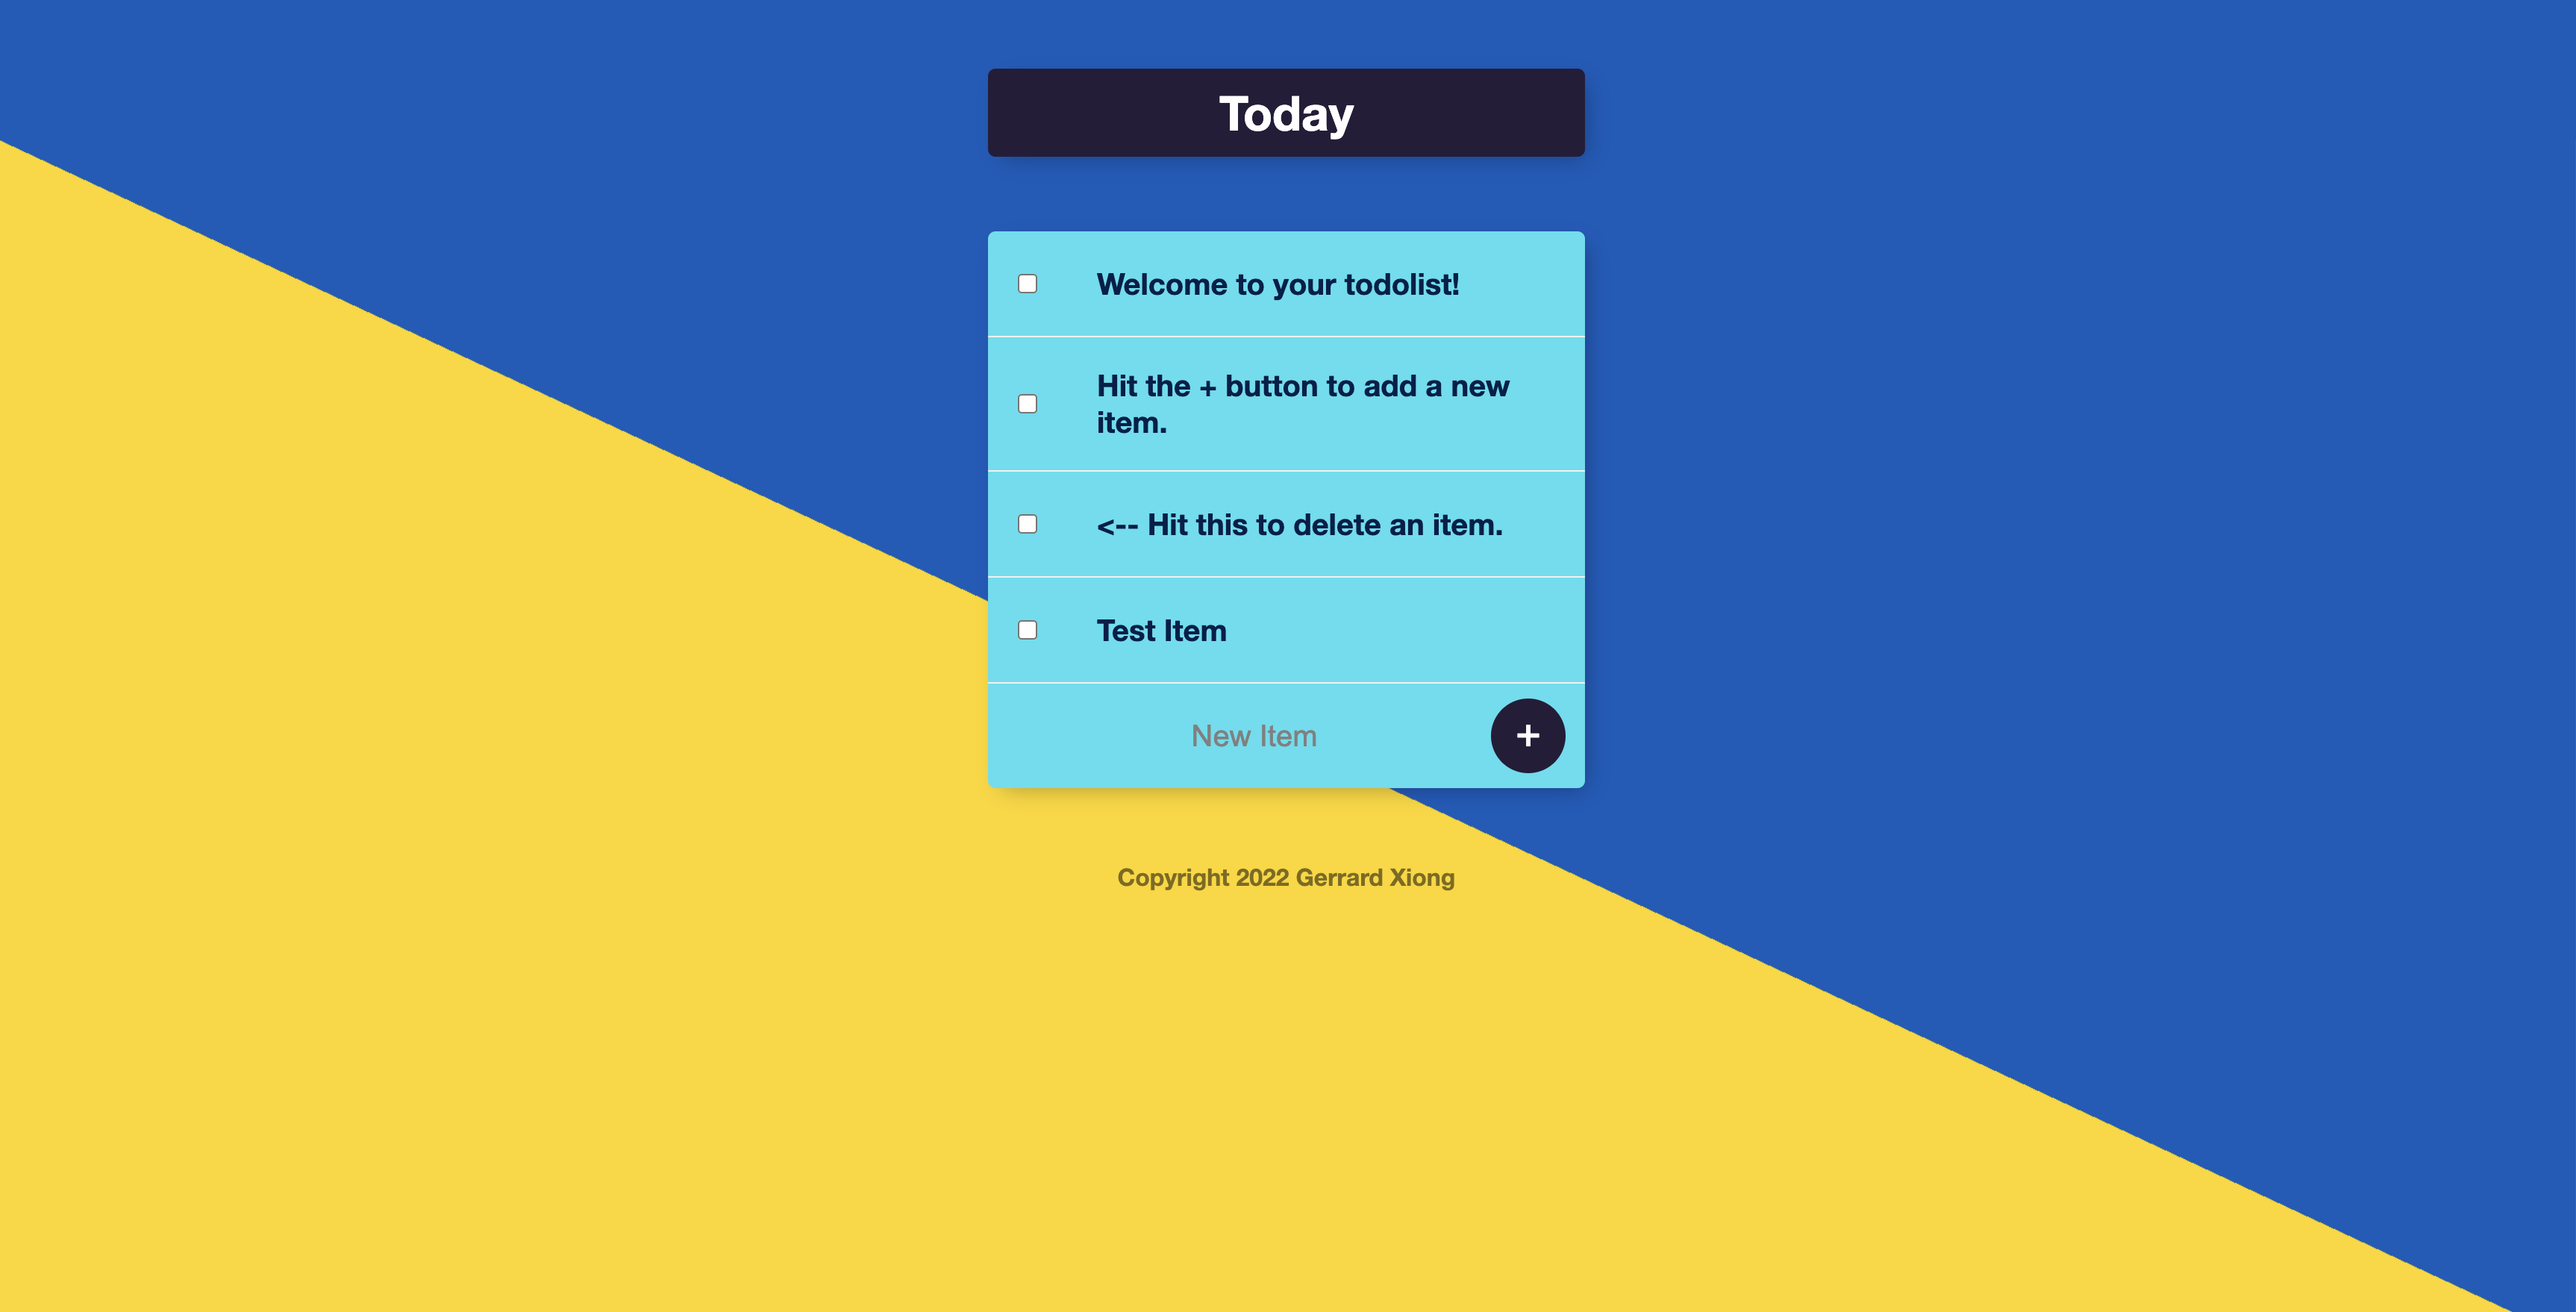 Today
Welcome to your todolist!
Hit the + button to add a new
item.
<-- Hit this to delete an item.
Test Item
New Item
+
Copyright 2022 Gerrard Xiong